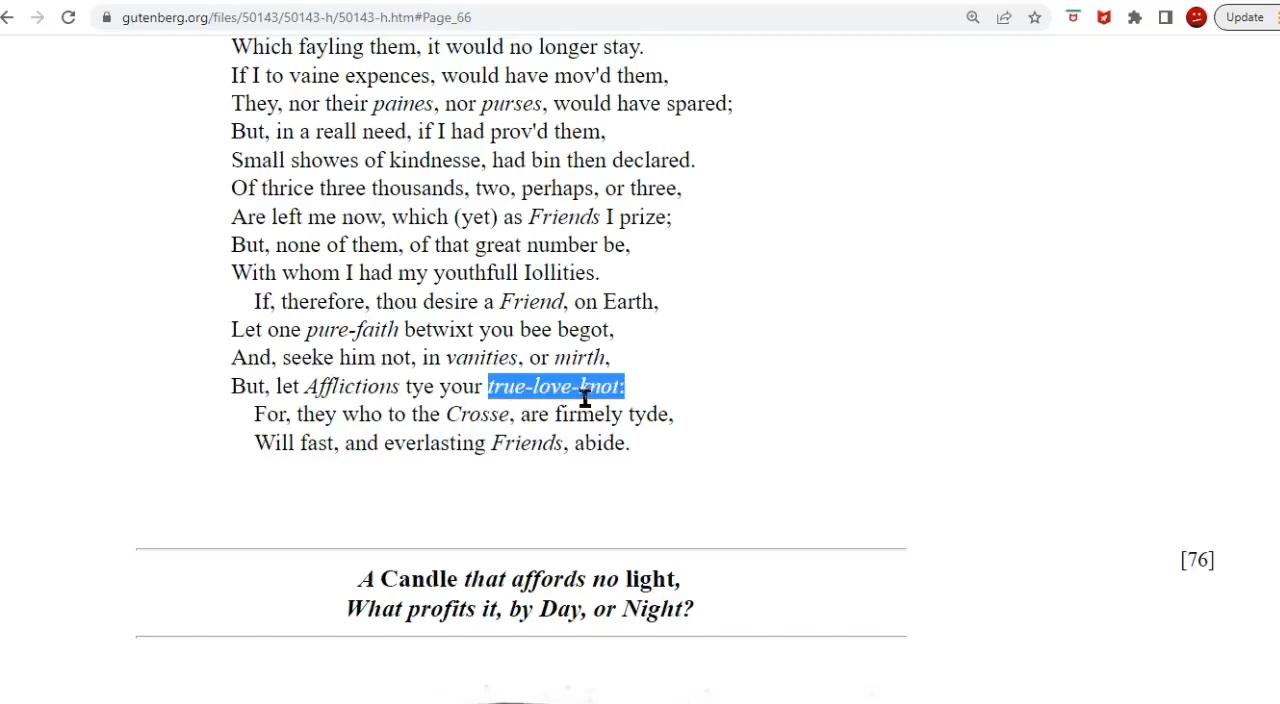 gutenberg.org/files/50143/50143-h/50143-h.htm#Page_66
Update
Which fayling them, it would no longer stay.
If I to vaine expences, would have mov'd them,
They, nor their paines, nor purses, would have spared;
But, in a reall need, if I had prov'd them,
Small showes of kindnesse, had bin then declared.
Of thrice three thousands, two, perhaps, or three,
Are left me now, which (yet) as Friends I prize;
But, none of them, of that great number be,
With whom I had my youthfull Iollities.
If, therefore, thou desire a Friend, on Earth,
Let one pure-faith betwixt you bee begot,
And, seeke him not, in vanities, or mirth,
But, let Afflictions tye your true-love-knot:
For, they who to the Crosse, are firmely tyde,
Will fast, and everlasting Friends, abide.
[76]
A Candle that affords no light,
What profits it, by Day, or Night?